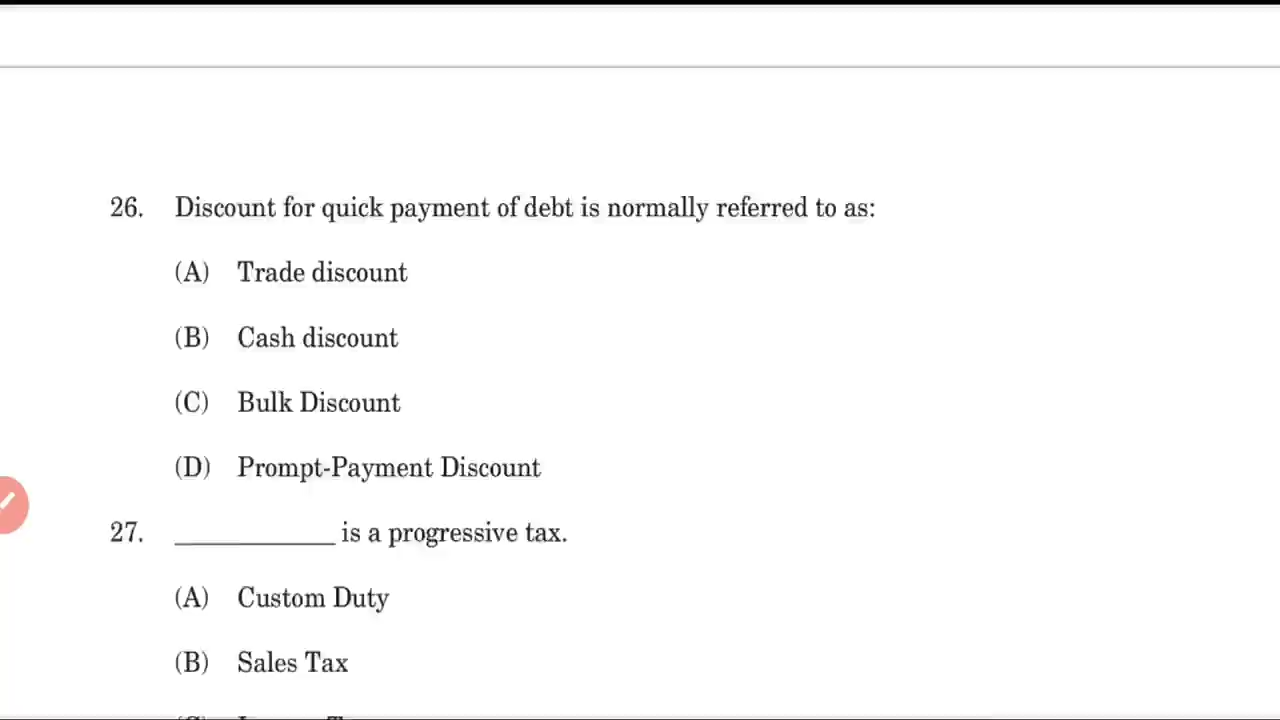 26. Discount for quick payment of debt is normally referred to as:
(A) Trade discount
(B) Cash discount
(C) Bulk Discount
(D) Prompt-Payment Discount
27. ____________ is a progressive tax.
(A) Custom Duty
(B) Sales Tax